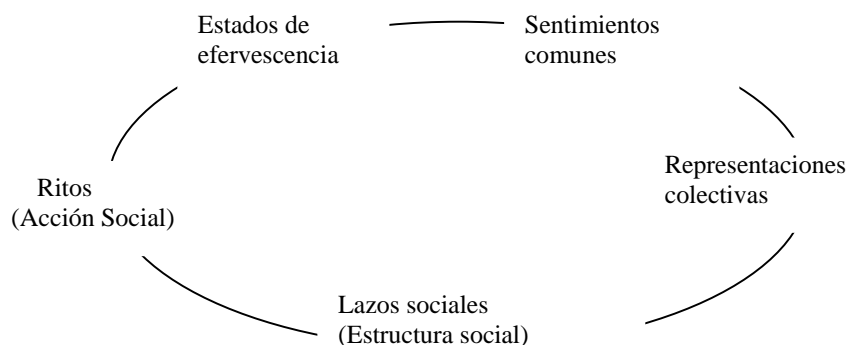 Estados de
efervescencia
Sentimientos
comunes
Representaciones
colectivas
Ritos
(Acción Social)
Lazos sociales
(Estructura social)